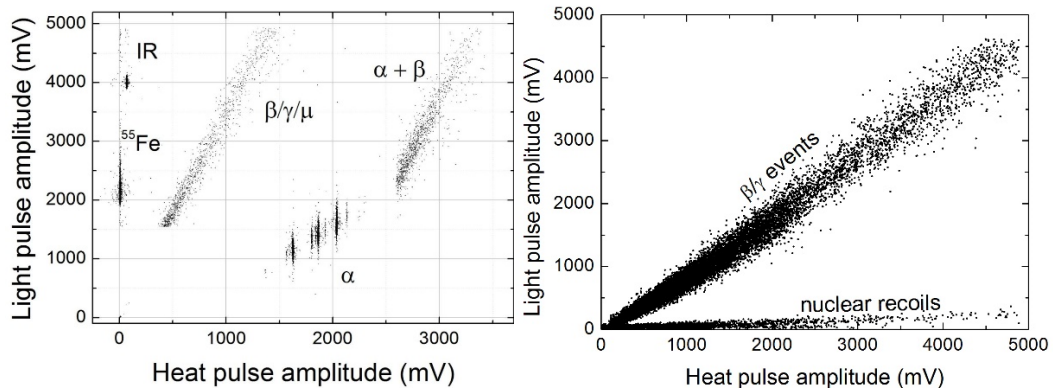 Light pulse amplitude (mV)
5000
4000
3000
2000
1000
0
IR
⁵⁵Fe
β/γ/μ
α + β
α
0
1000
2000
3000
Heat pulse amplitude (mV)
Light pulse amplitude (mV)
5000
4000
3000
2000
1000
0
β/γ events
nuclear recoils
0
1000
2000
3000
4000
5000
Heat pulse amplitude (mV)